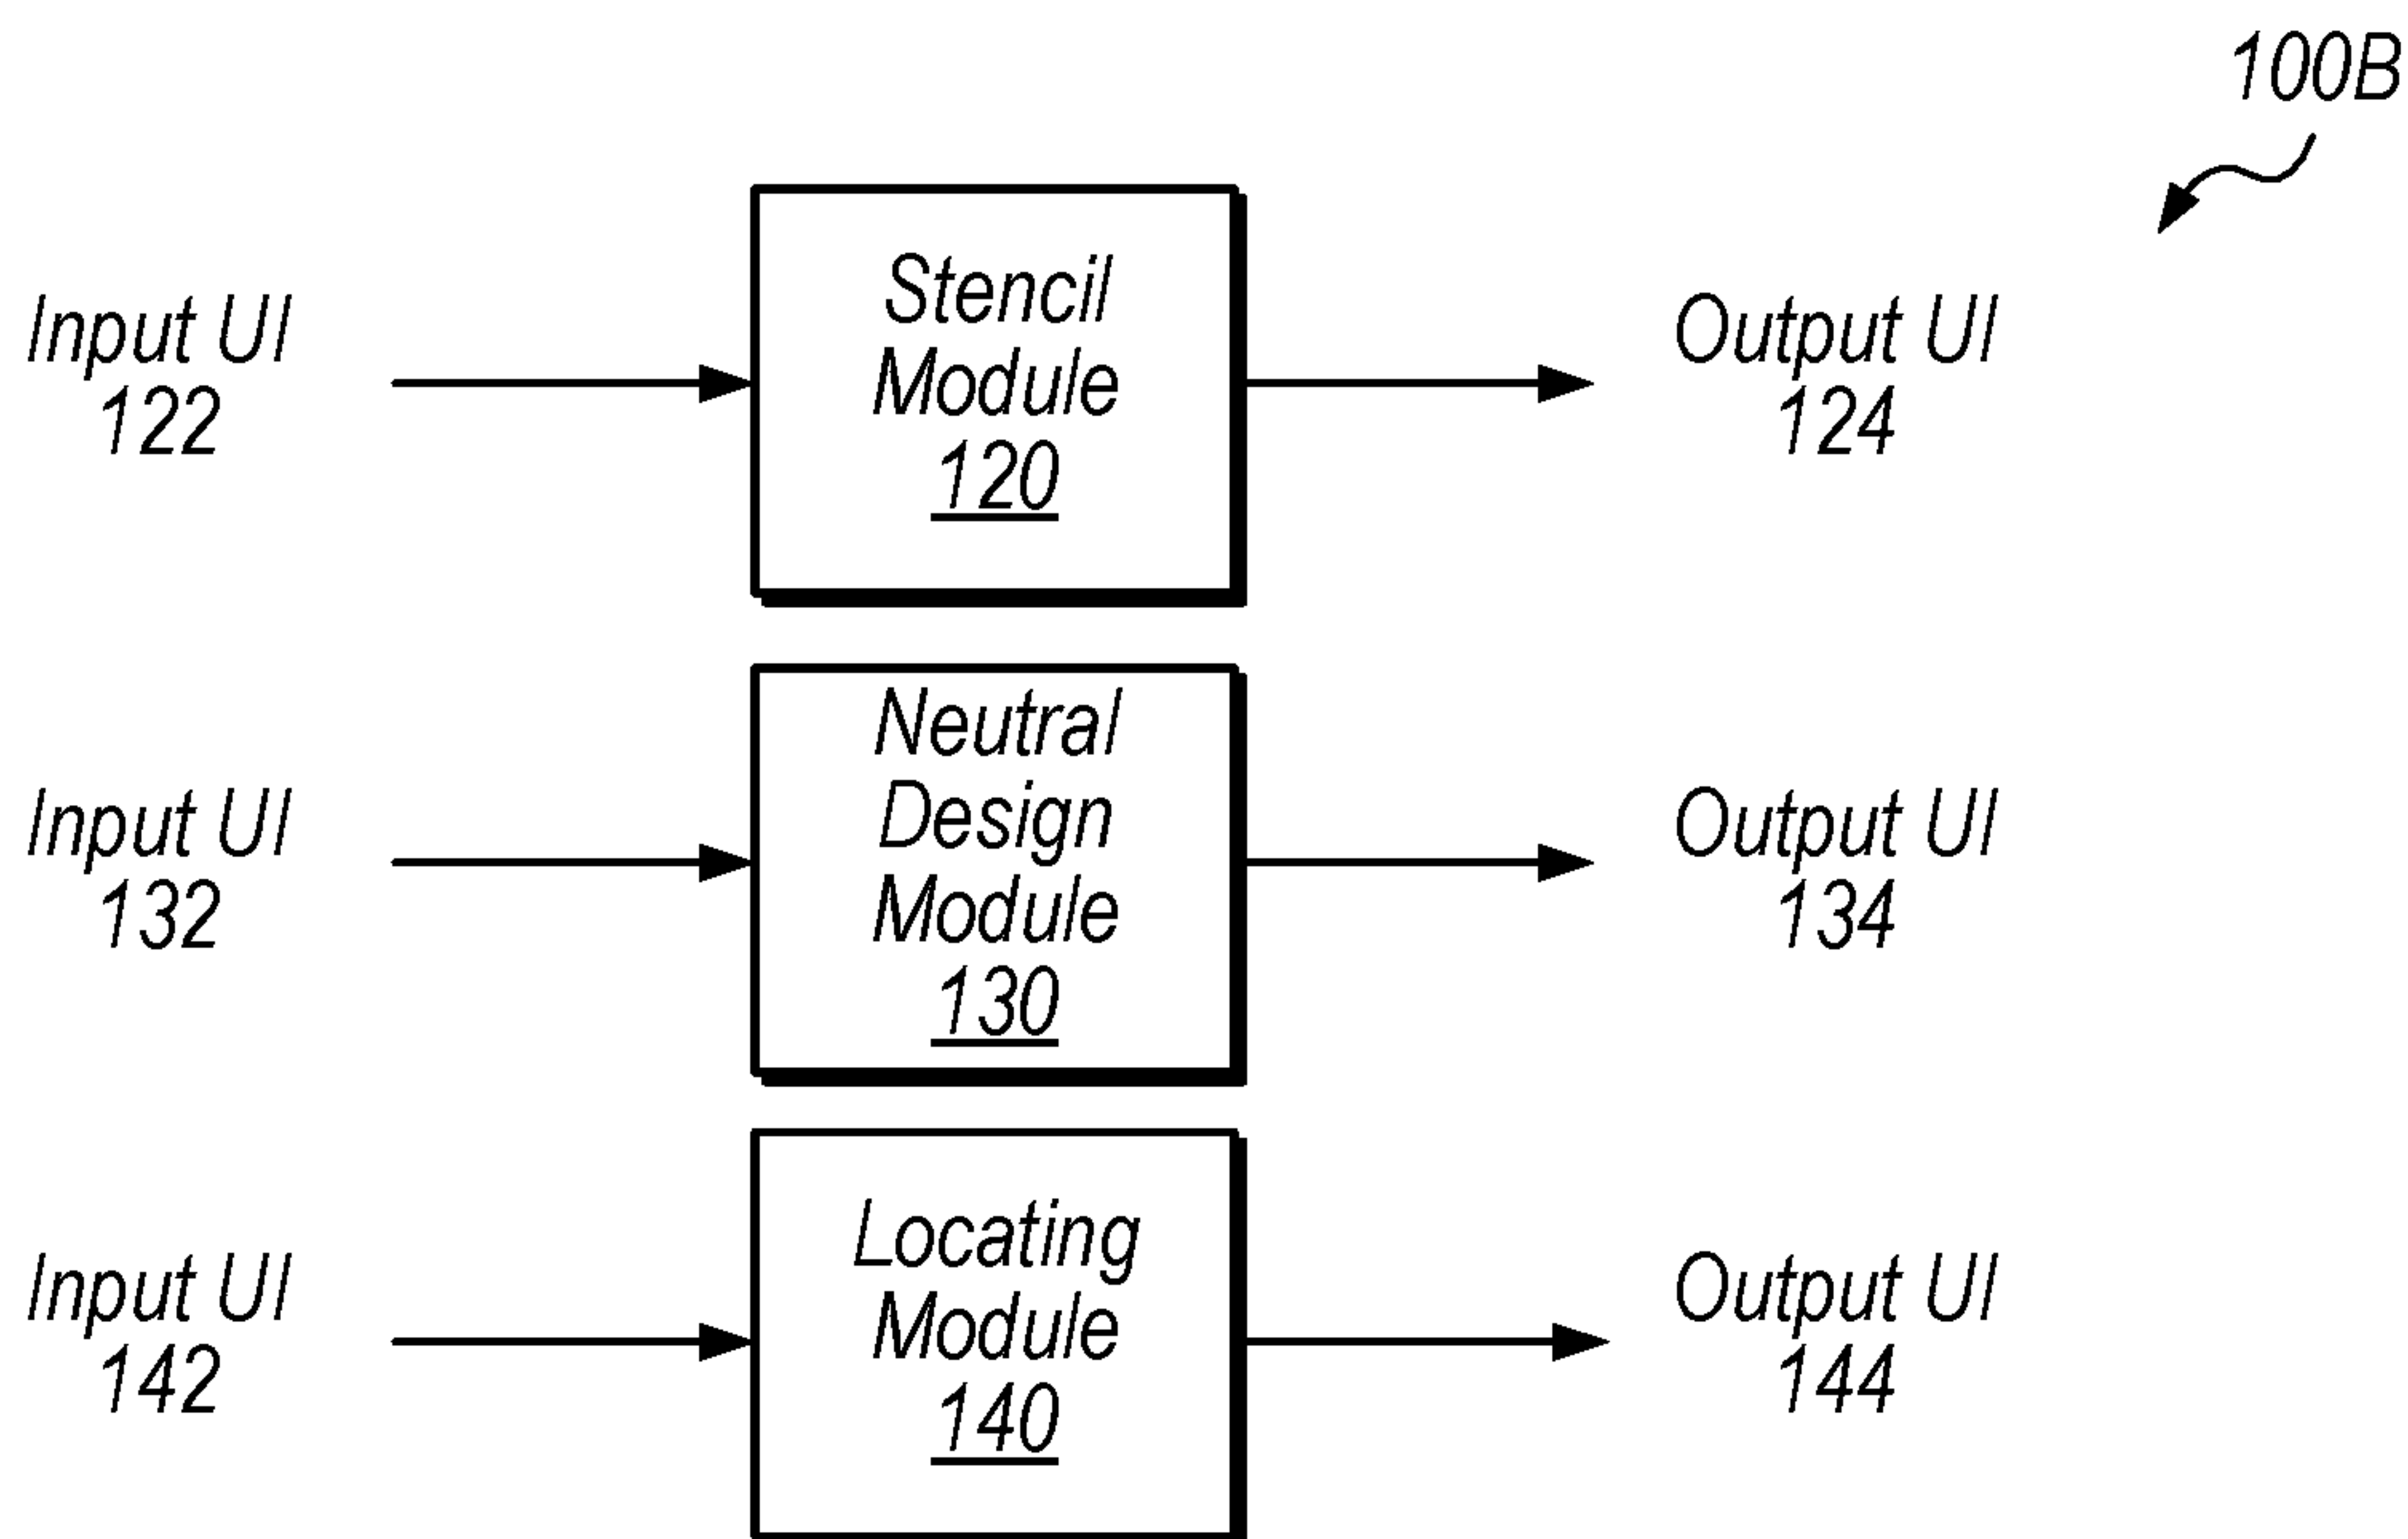 100B
Input UI
122
Stencil
Module
120
Output UI
124
Input UI
132
Neutral
Design
Module
130
Output UI
134
Input UI
142
Locating
Module
140
Output UI
144